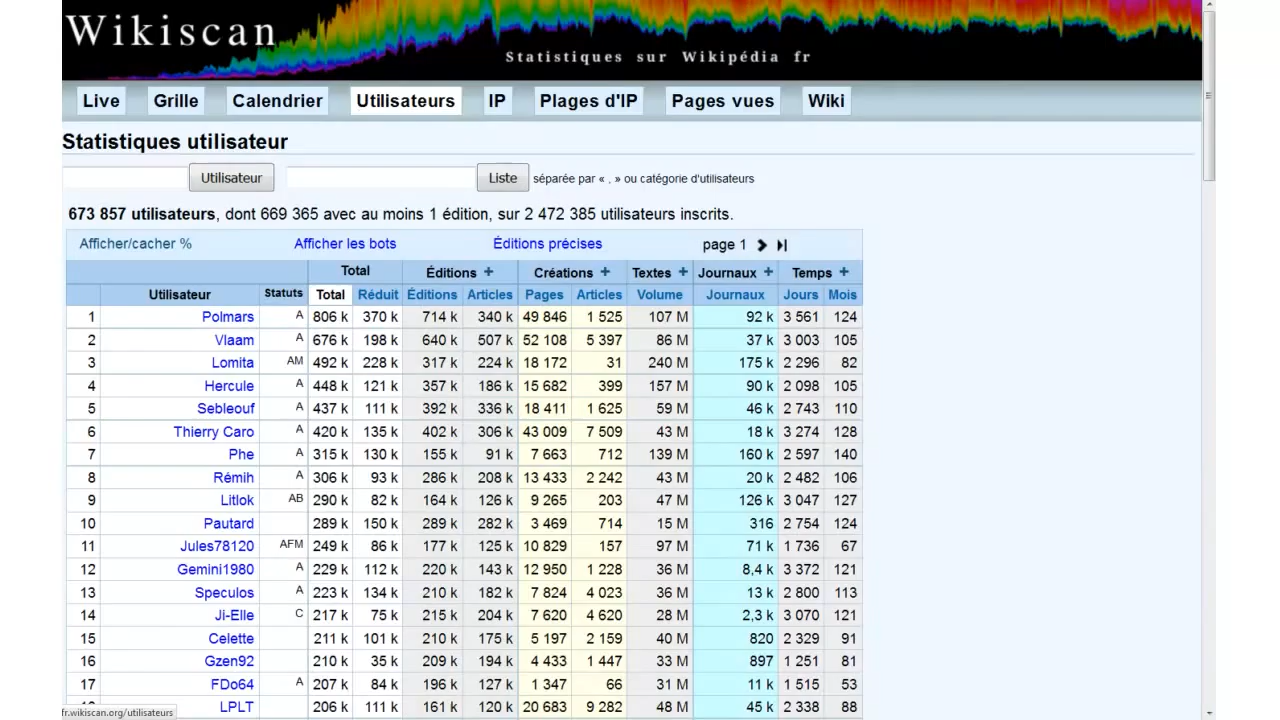 Wikiscan
Statistiques sur Wikipédia fr
Live Grille Calendrier Utilisateurs IP Plages d'IP Pages vues Wiki
Statistiques utilisateur
Utilisateur Liste séparée par « , » ou catégorie d'utilisateurs
673 857 utilisateurs, dont 669 365 avec au moins 1 édition, sur 2 472 385 utilisateurs inscrits.
Afficher/cacher % Afficher les bots Éditions précises page 1
Total Éditions + Créations + Textes + Journaux + Temps +
Utilisateur Statuts Total Réduit Éditions Articles Pages Articles Volume Journaux Jours Mois
1 Polmars A 806 k 370 k 714 k 340 k 49 846 1 525 107 M 92 k 3 561 124
2 Vlaam A 676 k 198 k 640 k 507 k 52 108 5 397 86 M 37 k 3 003 105
3 Lomita AM 492 k 228 k 317 k 224 k 18 172 31 240 M 175 k 2 296 82
4 Hercule A 448 k 121 k 357 k 186 k 15 682 399 157 M 90 k 2 098 105
5 Sebleouf A 437 k 111 k 392 k 336 k 18 411 1 625 59 M 46 k 2 743 110
6 Thierry Caro A 420 k 135 k 402 k 306 k 43 009 7 509 43 M 18 k 3 274 128
7 Phe A 315 k 130 k 155 k 91 k 7 663 712 139 M 160 k 2 597 140
8 Rémih A 306 k 93 k 286 k 208 k 13 433 2 242 43 M 20 k 2 482 106
9 Litlok AB 290 k 82 k 164 k 126 k 9 265 203 47 M 126 k 3 047 127
10 Pautard 289 k 150 k 289 k 282 k 3 469 714 15 M 316 2 754 124
11 Jules78120 AFM 249 k 86 k 177 k 125 k 10 829 157 97 M 71 k 1 736 67
12 Gemini1980 A 229 k 112 k 220 k 143 k 12 950 1 228 36 M 8,4 k 3 372 121
13 Speculos A 223 k 134 k 210 k 182 k 7 824 4 023 36 M 13 k 2 800 113
14 Ji-Elle C 217 k 75 k 215 k 204 k 7 620 4 620 28 M 2,3 k 3 070 121
15 Celette 211 k 101 k 210 k 175 k 5 197 2 159 40 M 820 2 329 91
16 Gzen92 210 k 35 k 209 k 194 k 4 433 1 447 33 M 897 1 251 81
17 FDo64 A 207 k 84 k 196 k 127 k 1 347 66 31 M 11 k 1 515 53
LPLT 206 k 111 k 161 k 120 k 20 683 9 282 48 M 45 k 2 338 88
fr.wikiscan.org/utilisateurs